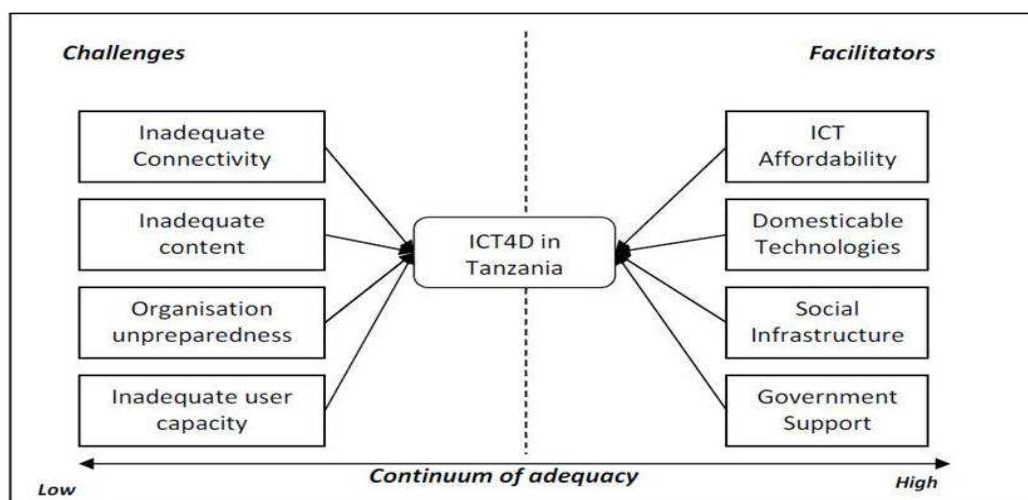 Challenges
Facilitators
Inadequate
Connectivity
Inadequate
content
Organisation
unpreparedness
Inadequate user
capacity
ICT4D in
Tanzania
ICT
Affordability
Domesticable
Technologies
Social
Infrastructure
Government
Support
Low
Continuum of adequacy
High